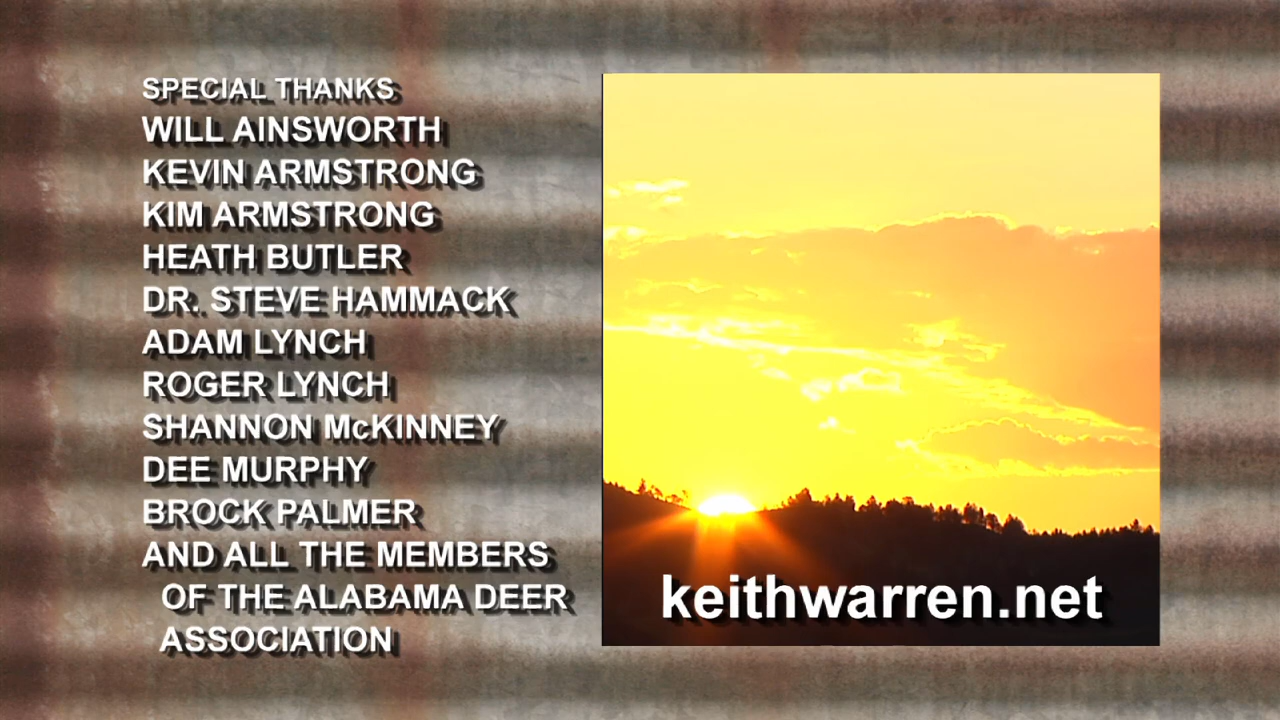 SPECIAL THANKS
WILL AINSWORTH
KEVIN ARMSTRONG
KIM ARMSTRONG
HEATH BUTLER
DR. STEVE HAMMACK
ADAM LYNCH
ROGER LYNCH
SHANNON McKINNEY
DEE MURPHY
BROCK PALMER
AND ALL THE MEMBERS
OF THE ALABAMA DEER
ASSOCIATION
keithwarren.net